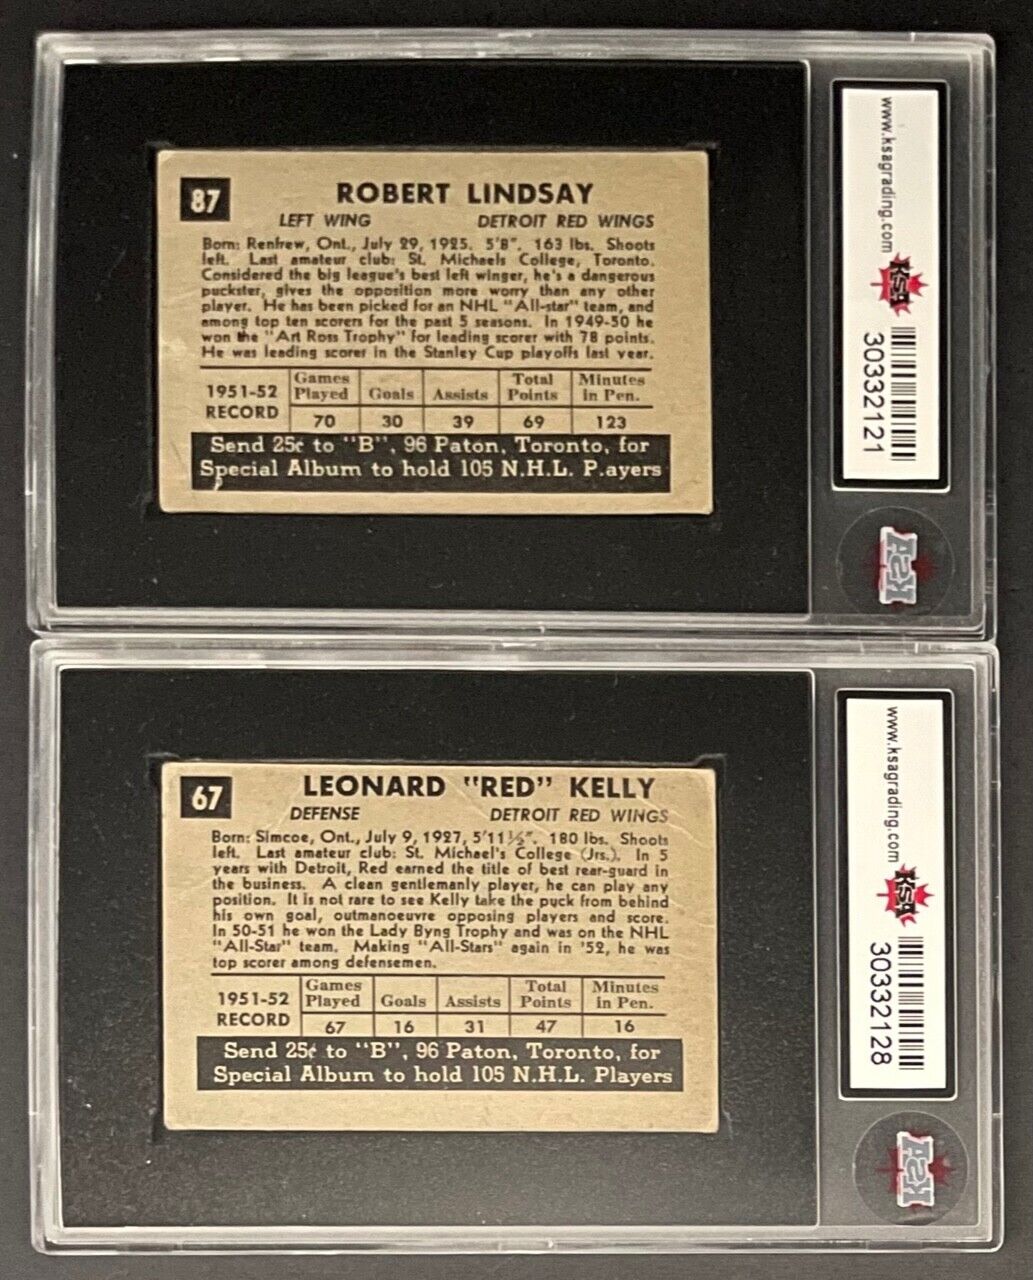 87
ROBERT LINDSAY
LEFT WING DETROIT RED WINGS
Born: Renfrew, Ont., July 29, 1925. 5'8". 163 lbs. Shoots
left. Last amateur club: St. Michaels College, Toronto.
Considered the big league's best left winger, he's a dangerous
puckster, gives the opposition more worry than any other
player. He has been picked for an NHL "All-star" team, and
among top ten scorers for the past 5 seasons. In 1949-50 he
won the "Art Ross Trophy" for leading scorer with 78 points.
He was leading scorer in the Stanley Cup playoffs last year.
1951-52 RECORD
Games Played Goals Assists Total Points Minutes in Pen.
70 30 39 69 123
Send 25¢ to "B", 96 Paton, Toronto, for
Special Album to hold 105 N.H.L. P.ayers
www.ksagrading.com
KSA
30332121
KSA
67
LEONARD "RED" KELLY
DEFENSE DETROIT RED WINGS
Born: Simcoe, Ont., July 9, 1927, 5'11½". 180 lbs. Shoots
left. Last amateur club: St. Michael's College (Jrs.). In 5
years with Detroit, Red earned the title of best rear-guard in
the business. A clean gentlemanly player, he can play any
position. It is not rare to see Kelly take the puck from behind
his own goal, outmanoeuvre opposing players and score.
In 50-51 he won the Lady Byng Trophy and was on the NHL
"All-Star" team. Making "All-Stars" again in '52, he was
top scorer among defensemen.
1951-52 RECORD
Games Played Goals Assists Total Points Minutes in Pen.
67 16 31 47 16
Send 25¢ to "B", 96 Paton, Toronto, for
Special Album to hold 105 N.H.L. Players
www.ksagrading.com
KSA
30332128
KSA